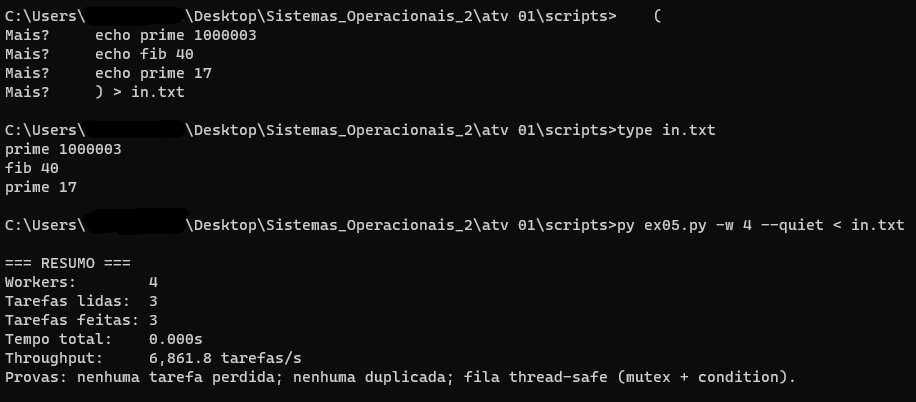 C:\Users\ \Desktop\Sistemas_Operacionais_2\atv 01\scripts>    (
Mais?     echo prime 1000003
Mais?     echo fib 40
Mais?     echo prime 17
Mais?     ) > in.txt
C:\Users\ \Desktop\Sistemas_Operacionais_2\atv 01\scripts>type in.txt
prime 1000003
fib 40
prime 17
C:\Users\ \Desktop\Sistemas_Operacionais_2\atv 01\scripts>py ex05.py -w 4 --quiet < in.txt
=== RESUMO ===
Workers:        4
Tarefas lidas:  3
Tarefas feitas: 3
Tempo total:    0.000s
Throughput:     6,861.8 tarefas/s
Provas: nenhuma tarefa perdida; nenhuma duplicada; fila thread-safe (mutex + condition).